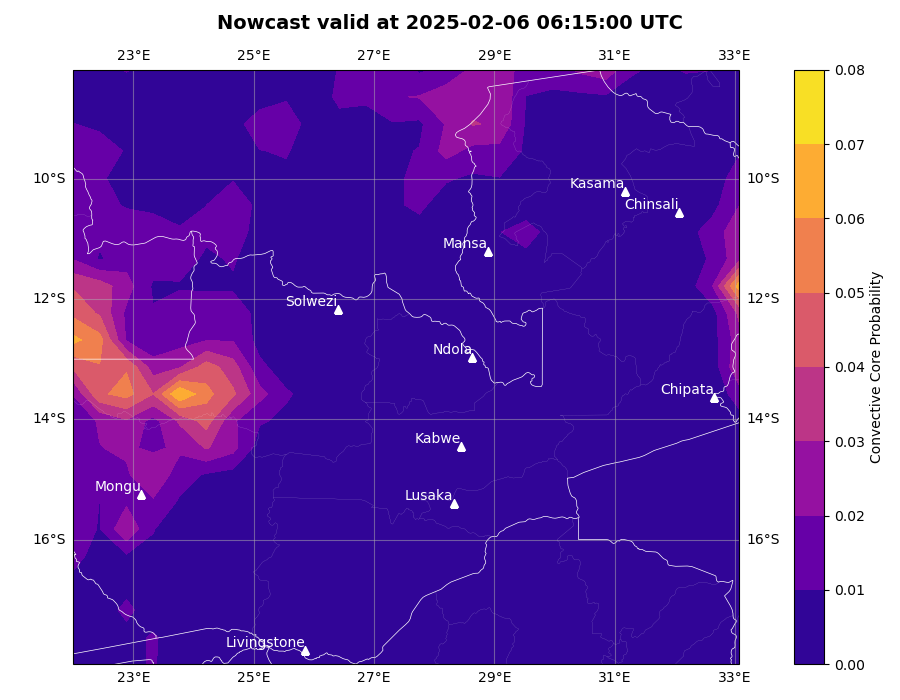 Nowcast valid at 2025-02-06 06:15:00 UTC
23°E 25°E 27°E 29°E 31°E 33°E
0.08
0.07
0.06
0.05
0.04
0.03
0.02
0.01
0.00
Convective Core Probability
10°S 10°S
12°S 12°S
14°S 14°S
16°S 16°S
Kasama
Chinsali
Mansa
Solwezi
Ndola
Chipata
Kabwe
Mongu
Lusaka
Livingstone
23°E 25°E 27°E 29°E 31°E 33°E